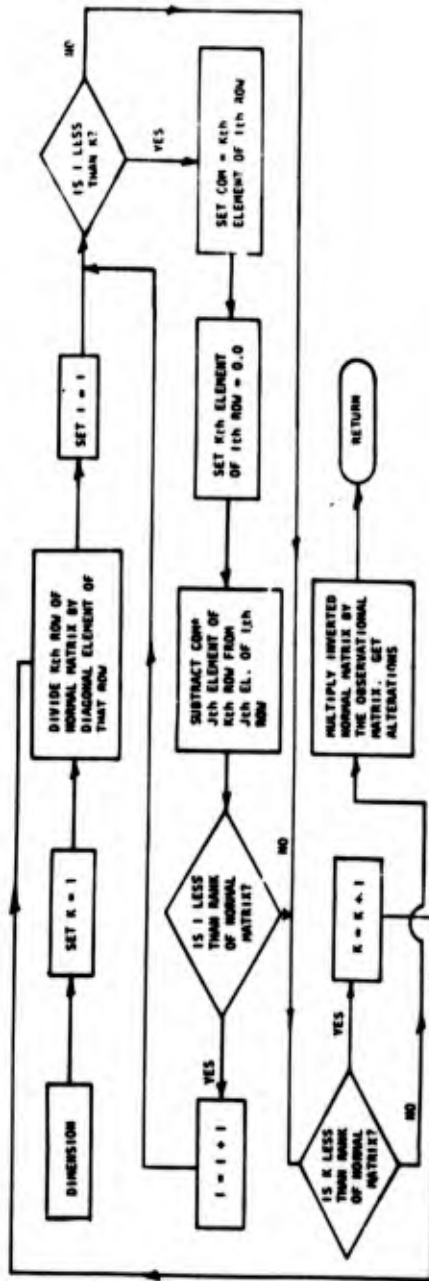 DIMENSION
SET K = 1
DIVIDE Kth ROW OF
NORMAL MATRIX BY
DIAGONAL ELEMENT OF
THAT ROW
SET I = 1
IS I LESS
THAN K?
NO
YES
SET COM = Kth
ELEMENT OF Ith ROW
SET Kth ELEMENT
OF Ith ROW = 0.0
SUBTRACT COM*
Jth ELEMENT OF
Kth ROW FROM
Jth EL. OF Ith
ROW
IS I LESS
THAN RANK
OF NORMAL
MATRIX?
NO
YES
I = I + 1
IS K LESS
THAN RANK
OF NORMAL
MATRIX?
YES
NO
K = K + 1
MULTIPLY INVERTED
NORMAL MATRIX BY
THE OBSERVATIONAL
MATRIX. GET
ALTERATIONS
RETURN